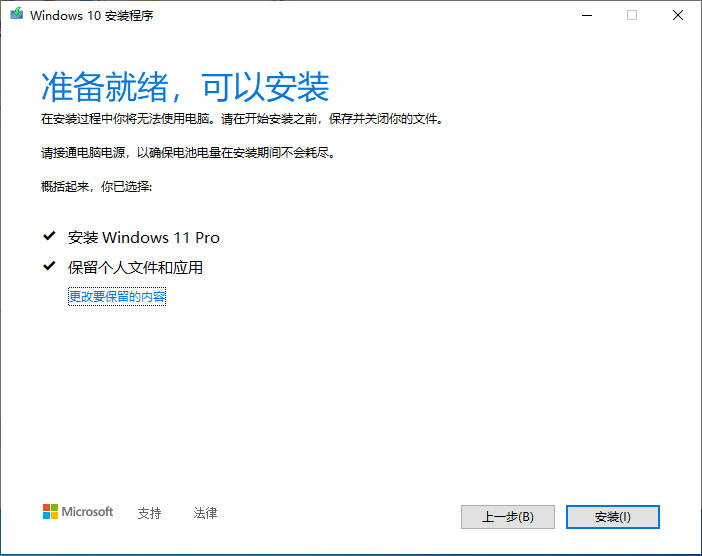 Windows 10 安装程序
准备就绪，可以安装
在安装过程中你将无法使用电脑。请在开始安装之前，保存并关闭你的文件。
请接通电脑电源，以确保电池电量在安装期间不会耗尽。
概括起来，你已选择:
安装 Windows 11 Pro
保留个人文件和应用
更改要保留的内容
Microsoft 支持 法律 上一步(B) 安装(I)